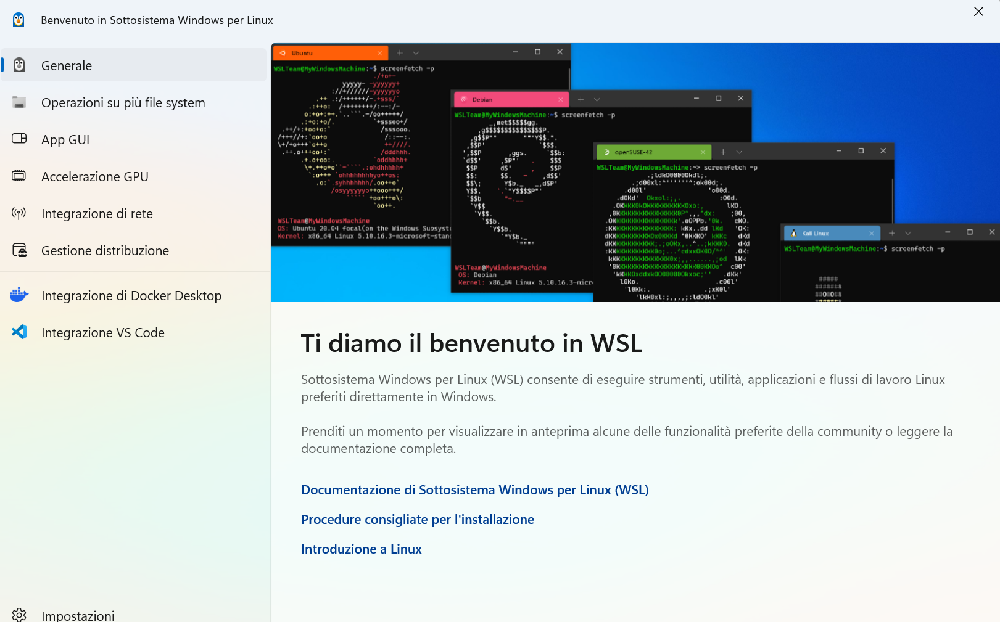 Benvenuto in Sottosistema Windows per Linux
Generale
Operazioni su più file system
App GUI
Accelerazione GPU
Integrazione di rete
Gestione distribuzione
Integrazione di Docker Desktop
Integrazione VS Code
Impostazioni
Ubuntu
WSLTeam@MyWindowsMachine:~$ screenfetch -p
WSLTeam@MyWindowsMachine
OS: Ubuntu 20.04 focal(on the Windows Subsyst
Kernel: x86_64 Linux 5.10.16.3-microsoft-stan
Debian
WSLTeam@MyWindowsMachine:~$ screenfetch -p
WSLTeam@MyWindowsMachine
OS: Debian
Kernel: x86_64 Linux 5.10.16.3-micro
openSUSE-42
WSLTeam@MyWindowsMachine:~> screenfetch -p
Kali Linux
WSLTeam@MyWindowsMachine:~$ screenfetch -p
Ti diamo il benvenuto in WSL
Sottosistema Windows per Linux (WSL) consente di eseguire strumenti, utilità, applicazioni e flussi di lavoro Linux
preferiti direttamente in Windows.
Prenditi un momento per visualizzare in anteprima alcune delle funzionalità preferite della community o leggere la
documentazione completa.
Documentazione di Sottosistema Windows per Linux (WSL)
Procedure consigliate per l'installazione
Introduzione a Linux